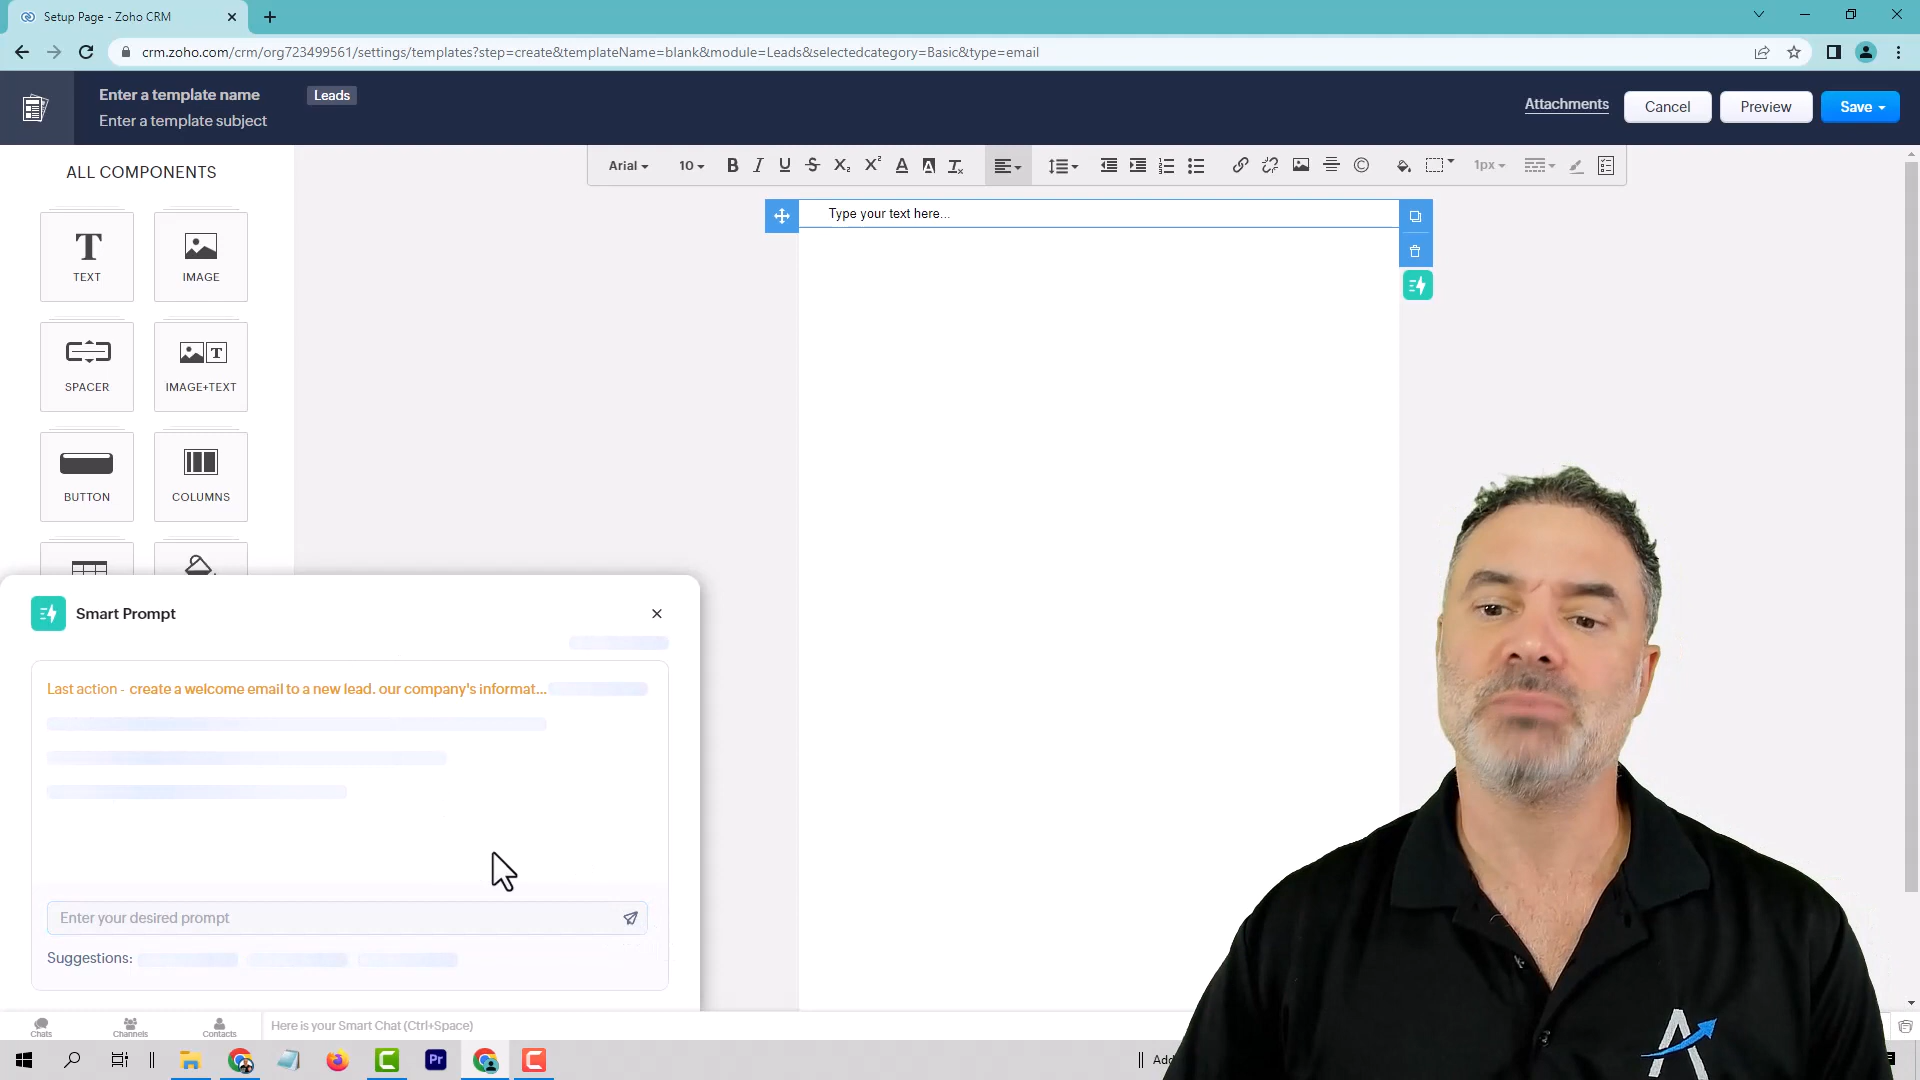 Setup Page - Zoho CRM
crm.zoho.com/crm/org723499561/settings/templates?step=create&templateName=blank&module=Leads&selectedcategory=Basic&type=email
Enter a template name
Leads
Enter a template subject
Attachments
Cancel
Preview
Save
ALL COMPONENTS
Arial
10
B I U S X₂ X² A A Tx
1px
TEXT
IMAGE
SPACER
IMAGE+TEXT
BUTTON
COLUMNS
Type your text here...
Smart Prompt
Last action - create a welcome email to a new lead. our company's informat...
Enter your desired prompt
Suggestions:
Chats
Channels
Contacts
Here is your Smart Chat (Ctrl+Space)
Pr